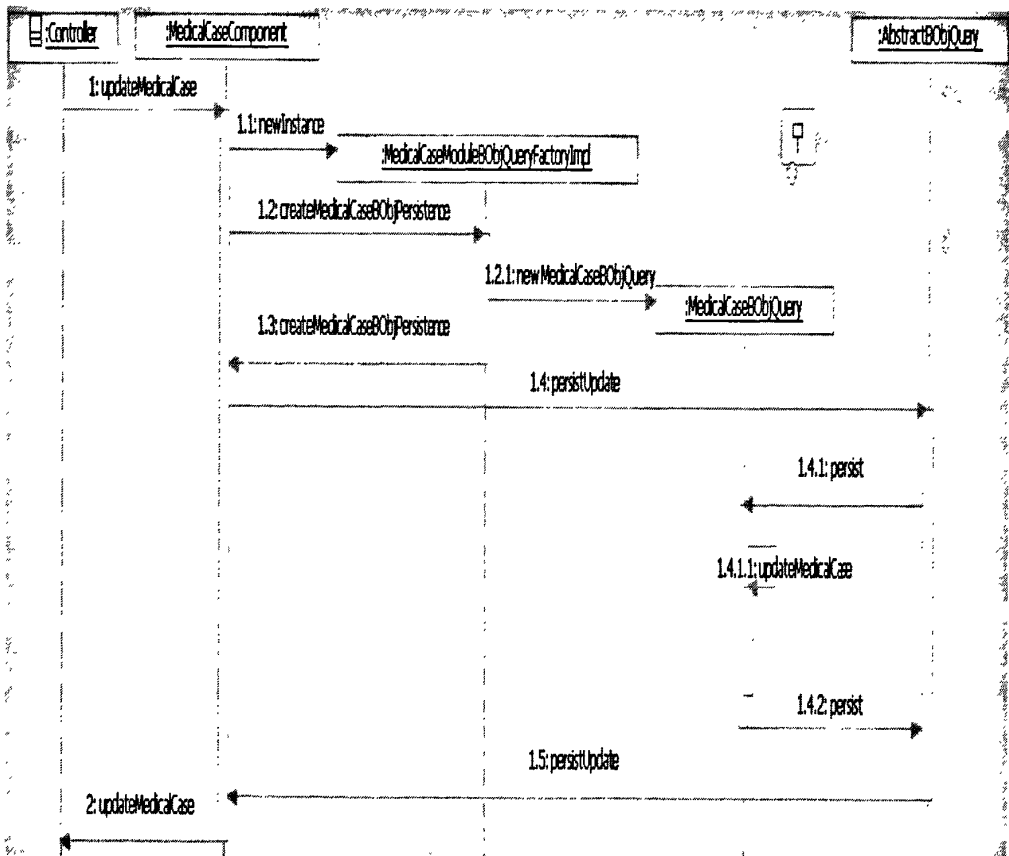 :Controller
:MedicalCaseComponent
:AbstractBObjQuery
1: updateMedicalCase
1.1: newInstance
:MedicalCaseModuleBObjQueryFactoryImpl
1.2: createMedicalCaseBObjPersistence
1.2.1: new MedicalCaseBObjQuery
:MedicalCaseBObjQuery
1.3: createMedicalCaseBObjPersistence
1.4: persistUpdate
1.4.1: persist
1.4.1.1: updateMedicalCase
1.4.2: persist
1.5: persistUpdate
2: updateMedicalCase